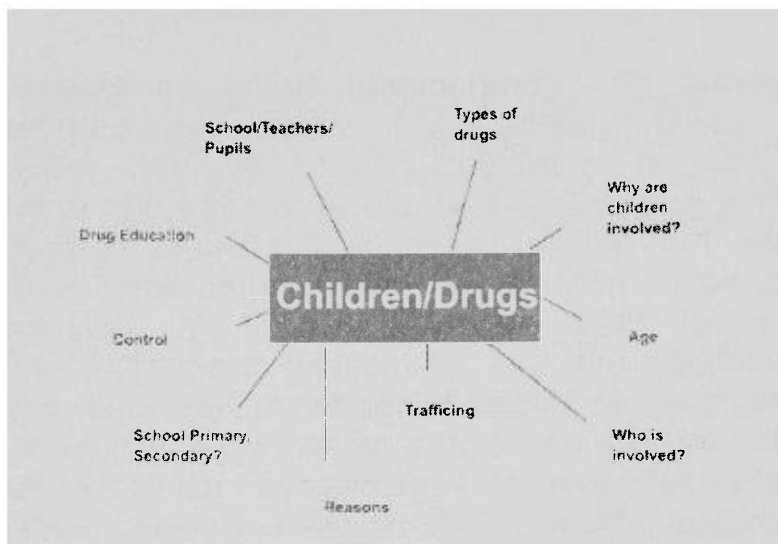 School/Teachers/
Pupils
Types of
drugs
Why are
children
involved?
Drug Education
Children/Drugs
Control
Age
Trafficing
School Primary,
Secondary?
Who is
involved?
Reasons